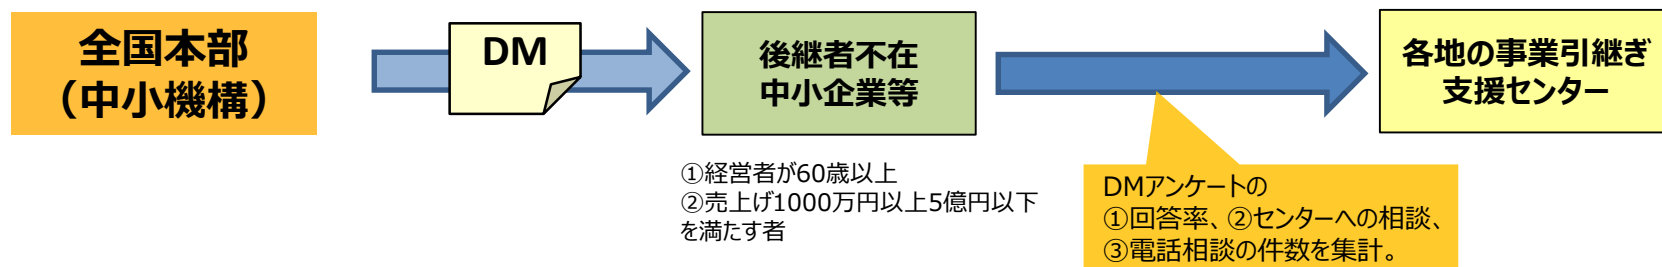 全国本部
（中小機構）
DM
後継者不在
中小企業等
各地の事業引継ぎ
支援センター
①経営者が60歳以上
②売上げ1000万円以上5億円以下
を満たす者
DMアンケートの
①回答率、②センターへの相談、
③電話相談の件数を集計。